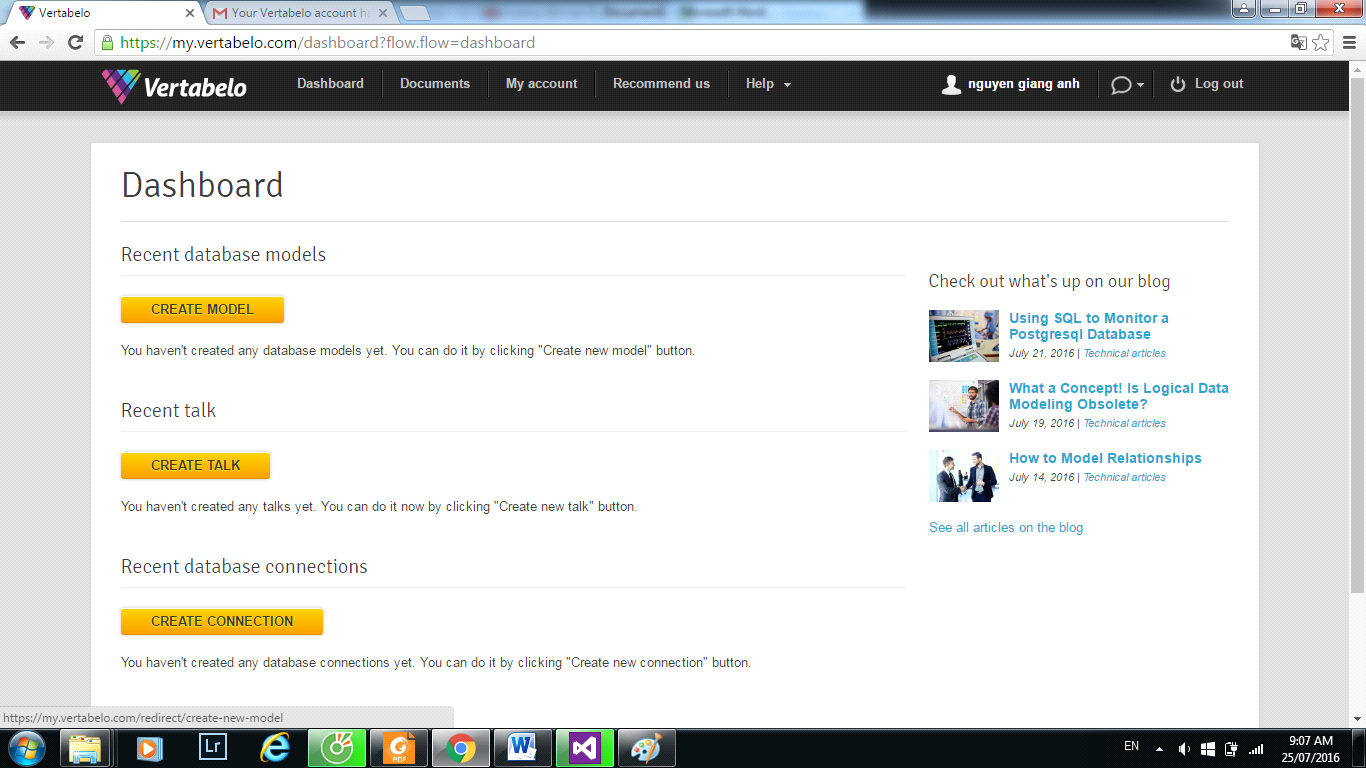 Vertabelo
Your Vertabelo account ha
https://my.vertabelo.com/dashboard?flow.flow=dashboard
Vertabelo
Dashboard
Documents
My account
Recommend us
Help
nguyen giang anh
Log out
Dashboard
Recent database models
CREATE MODEL
You haven't created any database models yet. You can do it by clicking "Create new model" button.
Recent talk
CREATE TALK
You haven't created any talks yet. You can do it now by clicking "Create new talk" button.
Recent database connections
CREATE CONNECTION
You haven't created any database connections yet. You can do it by clicking "Create new connection" button.
Check out what's up on our blog
Using SQL to Monitor a
Postgresql Database
July 21, 2016 | Technical articles
What a Concept! Is Logical Data
Modeling Obsolete?
July 19, 2016 | Technical articles
How to Model Relationships
July 14, 2016 | Technical articles
See all articles on the blog
https://my.vertabelo.com/redirect/create-new-model
Lr
PDF
W
EN
9:07 AM
25/07/2016